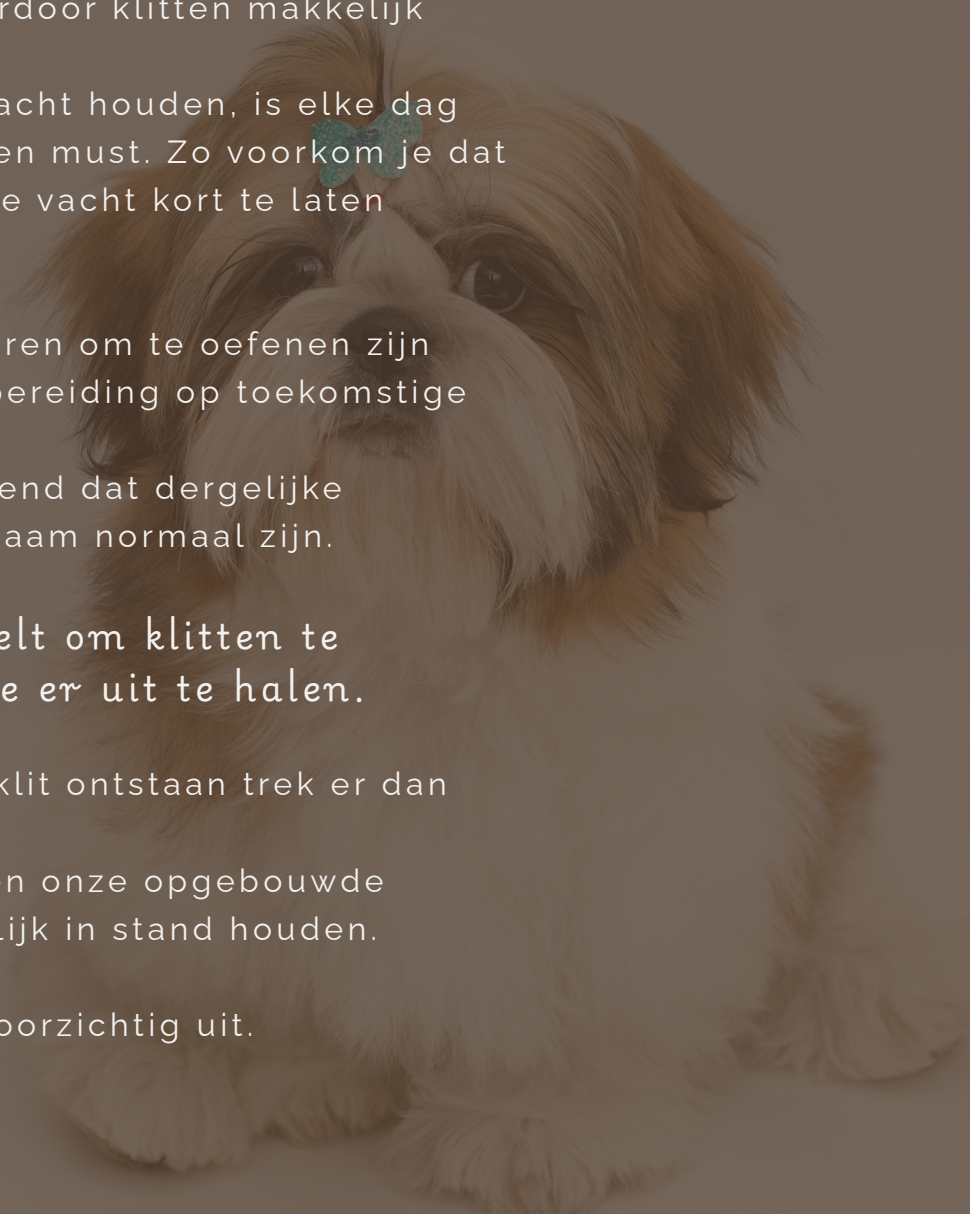 rdoor klitten makkelijk
acht houden, is elke dag
en must. Zo voorkom je dat
e vacht kort te laten
ren om te oefenen zijn
bereiding op toekomstige
end dat dergelijke
aam normaal zijn.
elt om klitten te
e er uit te halen.
klit ontstaan trek er dan
en onze opgebouwde
lijk in stand houden.
oorzichtig uit.